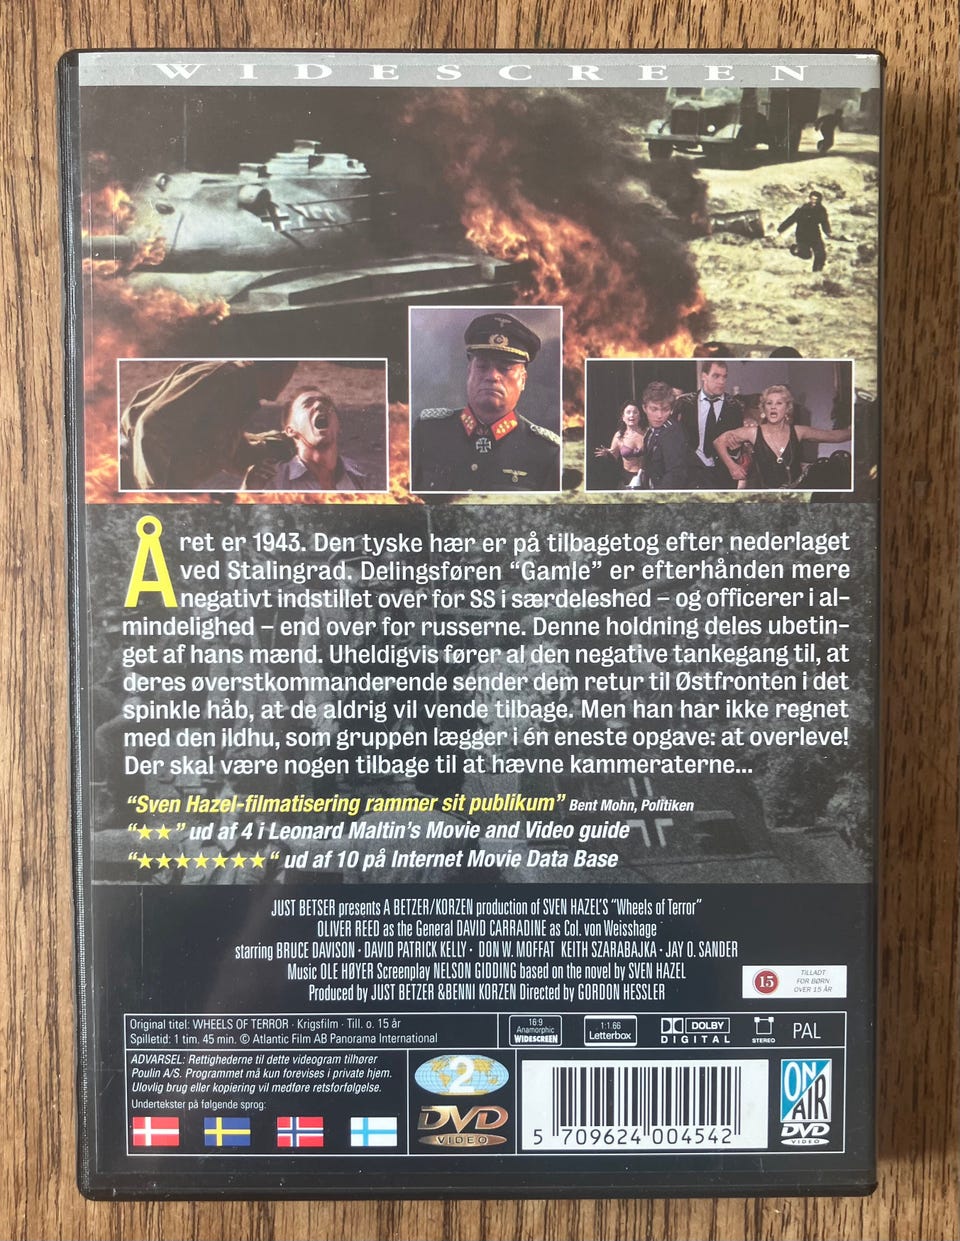 WIDESCREEN
Året er 1943. Den tyske hær er på tilbagetog efter nederlaget
ved Stalingrad. Delingsføren “Gamle” er efterhånden mere
negativt indstillet over for SS i særdeleshed – og officerer i al-
mindelighed – end over for russerne. Denne holdning deles ubetin-
get af hans mænd. Uheldigvis fører al den negative tankegang til, at
deres øverstkommanderende sender dem retur til Østfronten i det
spinkle håb, at de aldrig vil vende tilbage. Men han har ikke regnet
med den ildhu, som gruppen lægger i én eneste opgave: at overleve!
Der skal være nogen tilbage til at hævne kammeraterne...
“Sven Hazel-filmatisering rammer sit publikum” Bent Mohn, Politiken
“★★” ud af 4 i Leonard Maltin's Movie and Video guide
“★★★★★★★“ ud af 10 på Internet Movie Data Base
JUST BETSER presents A BETZER/KORZEN production of SVEN HAZEL'S “Wheels of Terror”
OLIVER REED as the General DAVID CARRADINE as Col. von Weisshage
starring BRUCE DAVISON · DAVID PATRICK KELLY · DON W. MOFFAT KEITH SZARABAJKA · JAY O. SANDER
Music OLE HØYER Screenplay NELSON GIDDING based on the novel by SVEN HAZEL
Produced by JUST BETZER &BENNI KORZEN Directed by GORDON HESSLER
15
TILLADT
FOR BØRN
OVER 15 ÅR
Original titel: WHEELS OF TERROR · Krigsfilm · Till. o. 15 år
Spilletid: 1 tim. 45 min. © Atlantic Film AB Panorama International
16:9
Anamorphic
WIDESCREEN
1:1.66
Letterbox
DOLBY
DIGITAL
STEREO
PAL
ADVARSEL: Rettighederne til dette videogram tilhører
Poulin A/S. Programmet må kun forevises i private hjem.
Ulovlig brug eller kopiering vil medføre retsforfølgelse.
Undertekster på følgende sprog:
2
DVD
VIDEO
5 709624 004542
ON
AIR
DVD
VIDEO